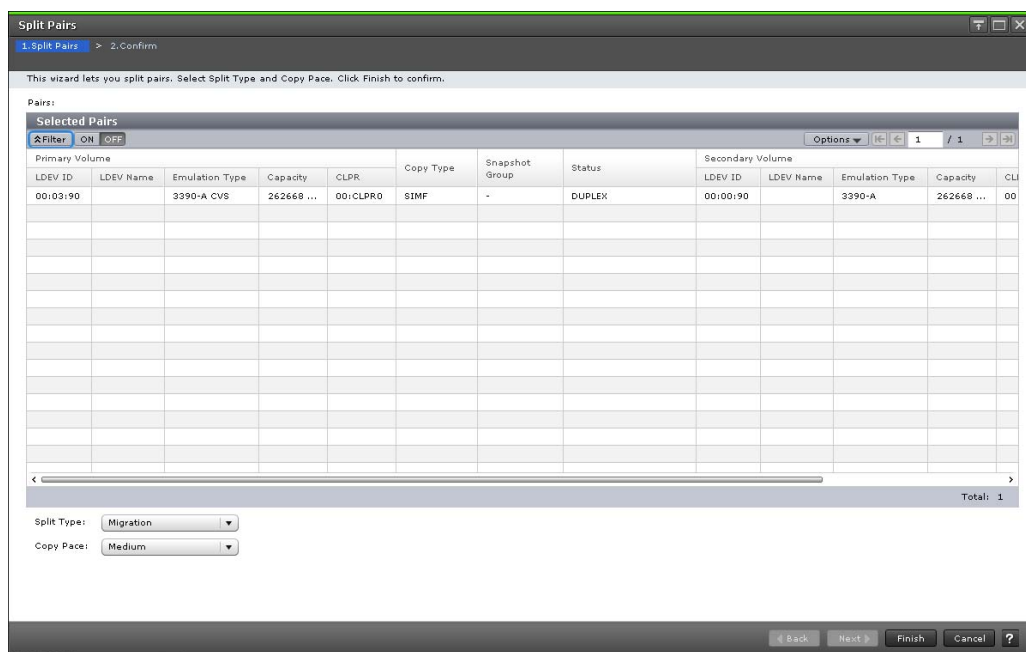 Split Pairs
1.Split Pairs > 2.Confirm
This wizard lets you split pairs. Select Split Type and Copy Pace. Click Finish to confirm.
Pairs:
Selected Pairs
Filter ON OFF Options 1 / 1
Primary Volume Copy Type Snapshot Group Status Secondary Volume
LDEV ID LDEV Name Emulation Type Capacity CLPR LDEV ID LDEV Name Emulation Type Capacity CLI
00:03:90 3390-A CVS 262668 ... 00:CLPR0 SIMF - DUPLEX 00:00:90 3390-A 262668 ... 00
Total: 1
Split Type: Migration
Copy Pace: Medium
Back Next Finish Cancel ?